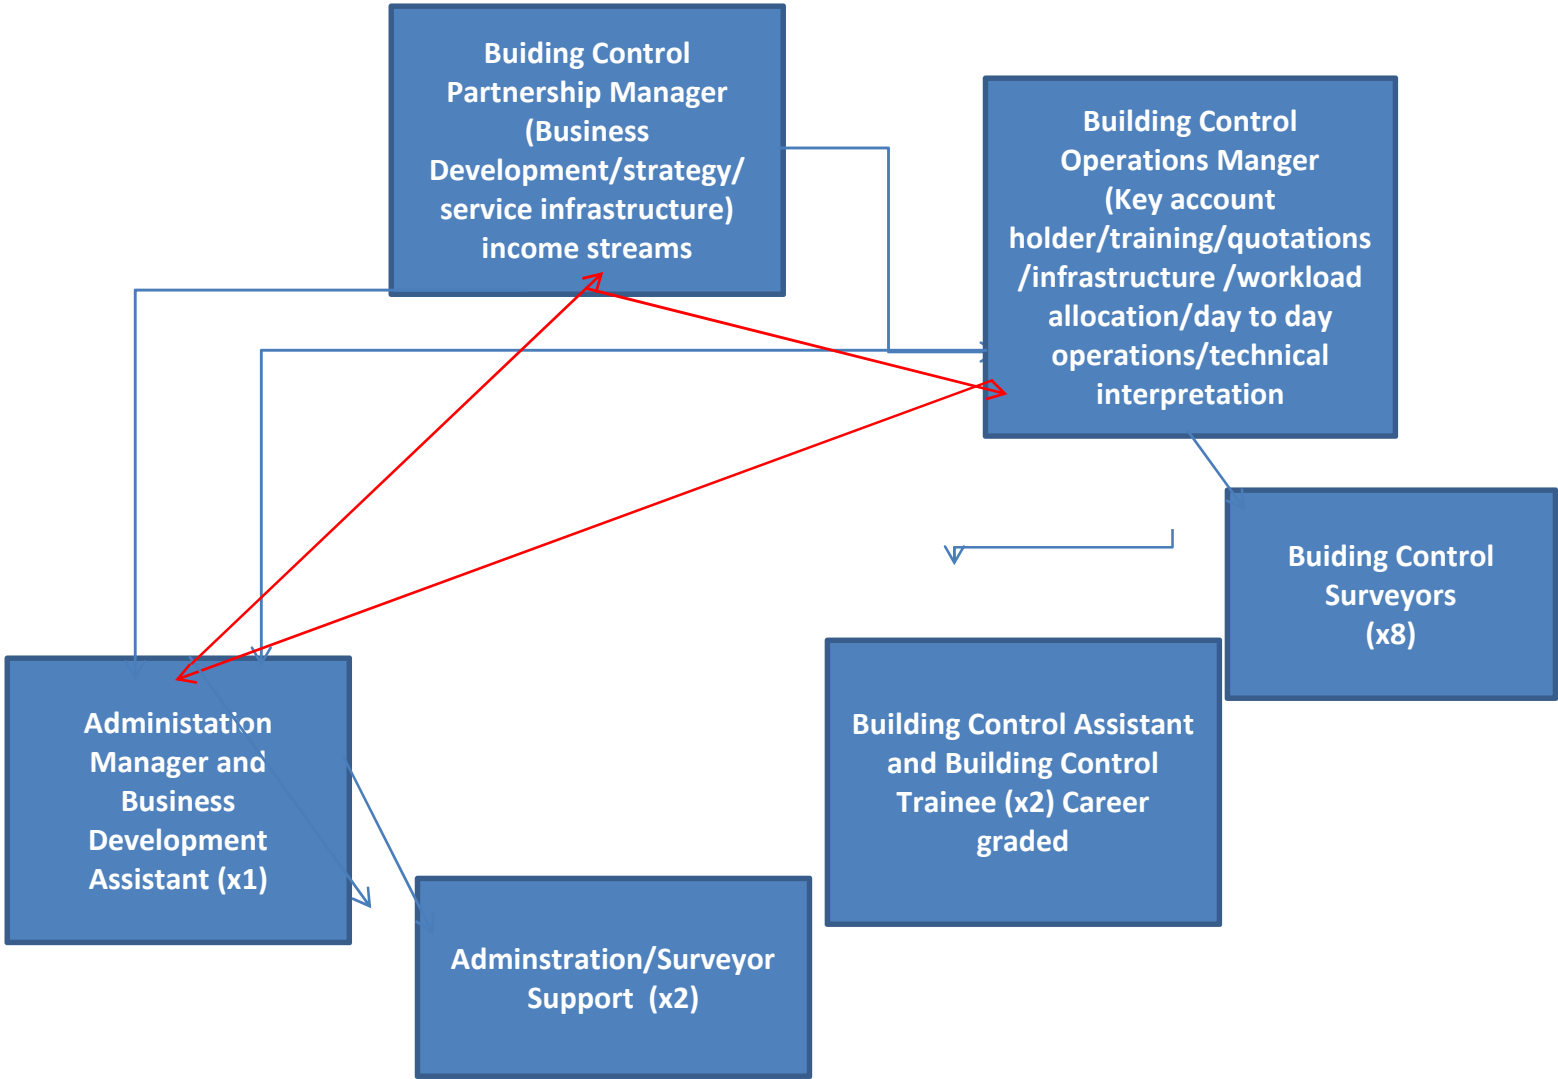 Buiding Control
Partnership Manager
(Business
Development/strategy/
service infrastructure)
income streams
Building Control
Operations Manger
(Key account
holder/training/quotations
/infrastructure /workload
allocation/day to day
operations/technical
interpretation
Buiding Control
Surveyors
(x8)
Administation
Manager and
Business
Development
Assistant (x1)
Building Control Assistant
and Building Control
Trainee (x2) Career
graded
Adminstration/Surveyor
Support  (x2)